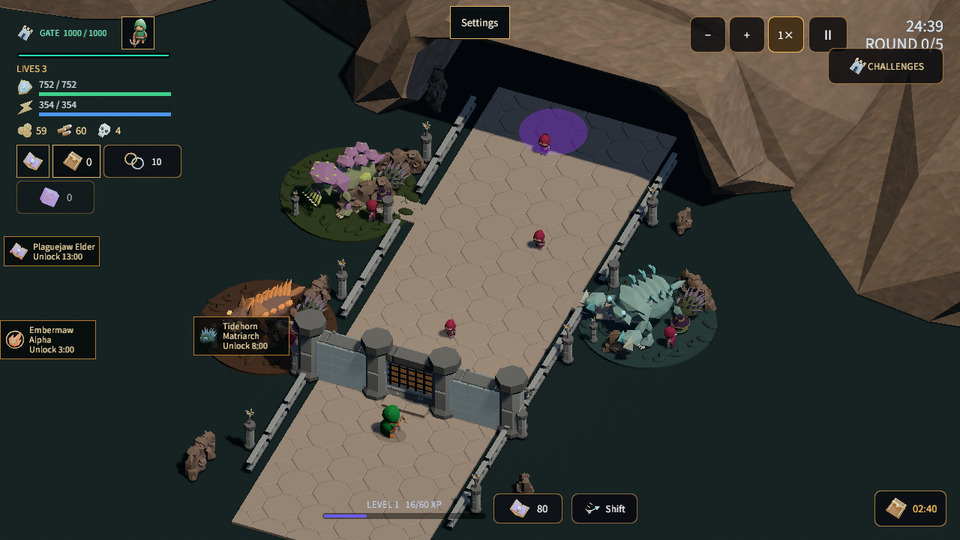 GATE 1000 / 1000
Settings
−
+
1×
24:39
ROUND 0/5
CHALLENGES
LIVES 3
752 / 752
354 / 354
59
60
4
0
10
0
Plaguejaw Elder
Unlock 13:00
Embermaw
Alpha
Unlock 3:00
Tidehorn
Matriarch
Unlock 8:00
LEVEL 1 16/60 XP
80
Shift
02:40